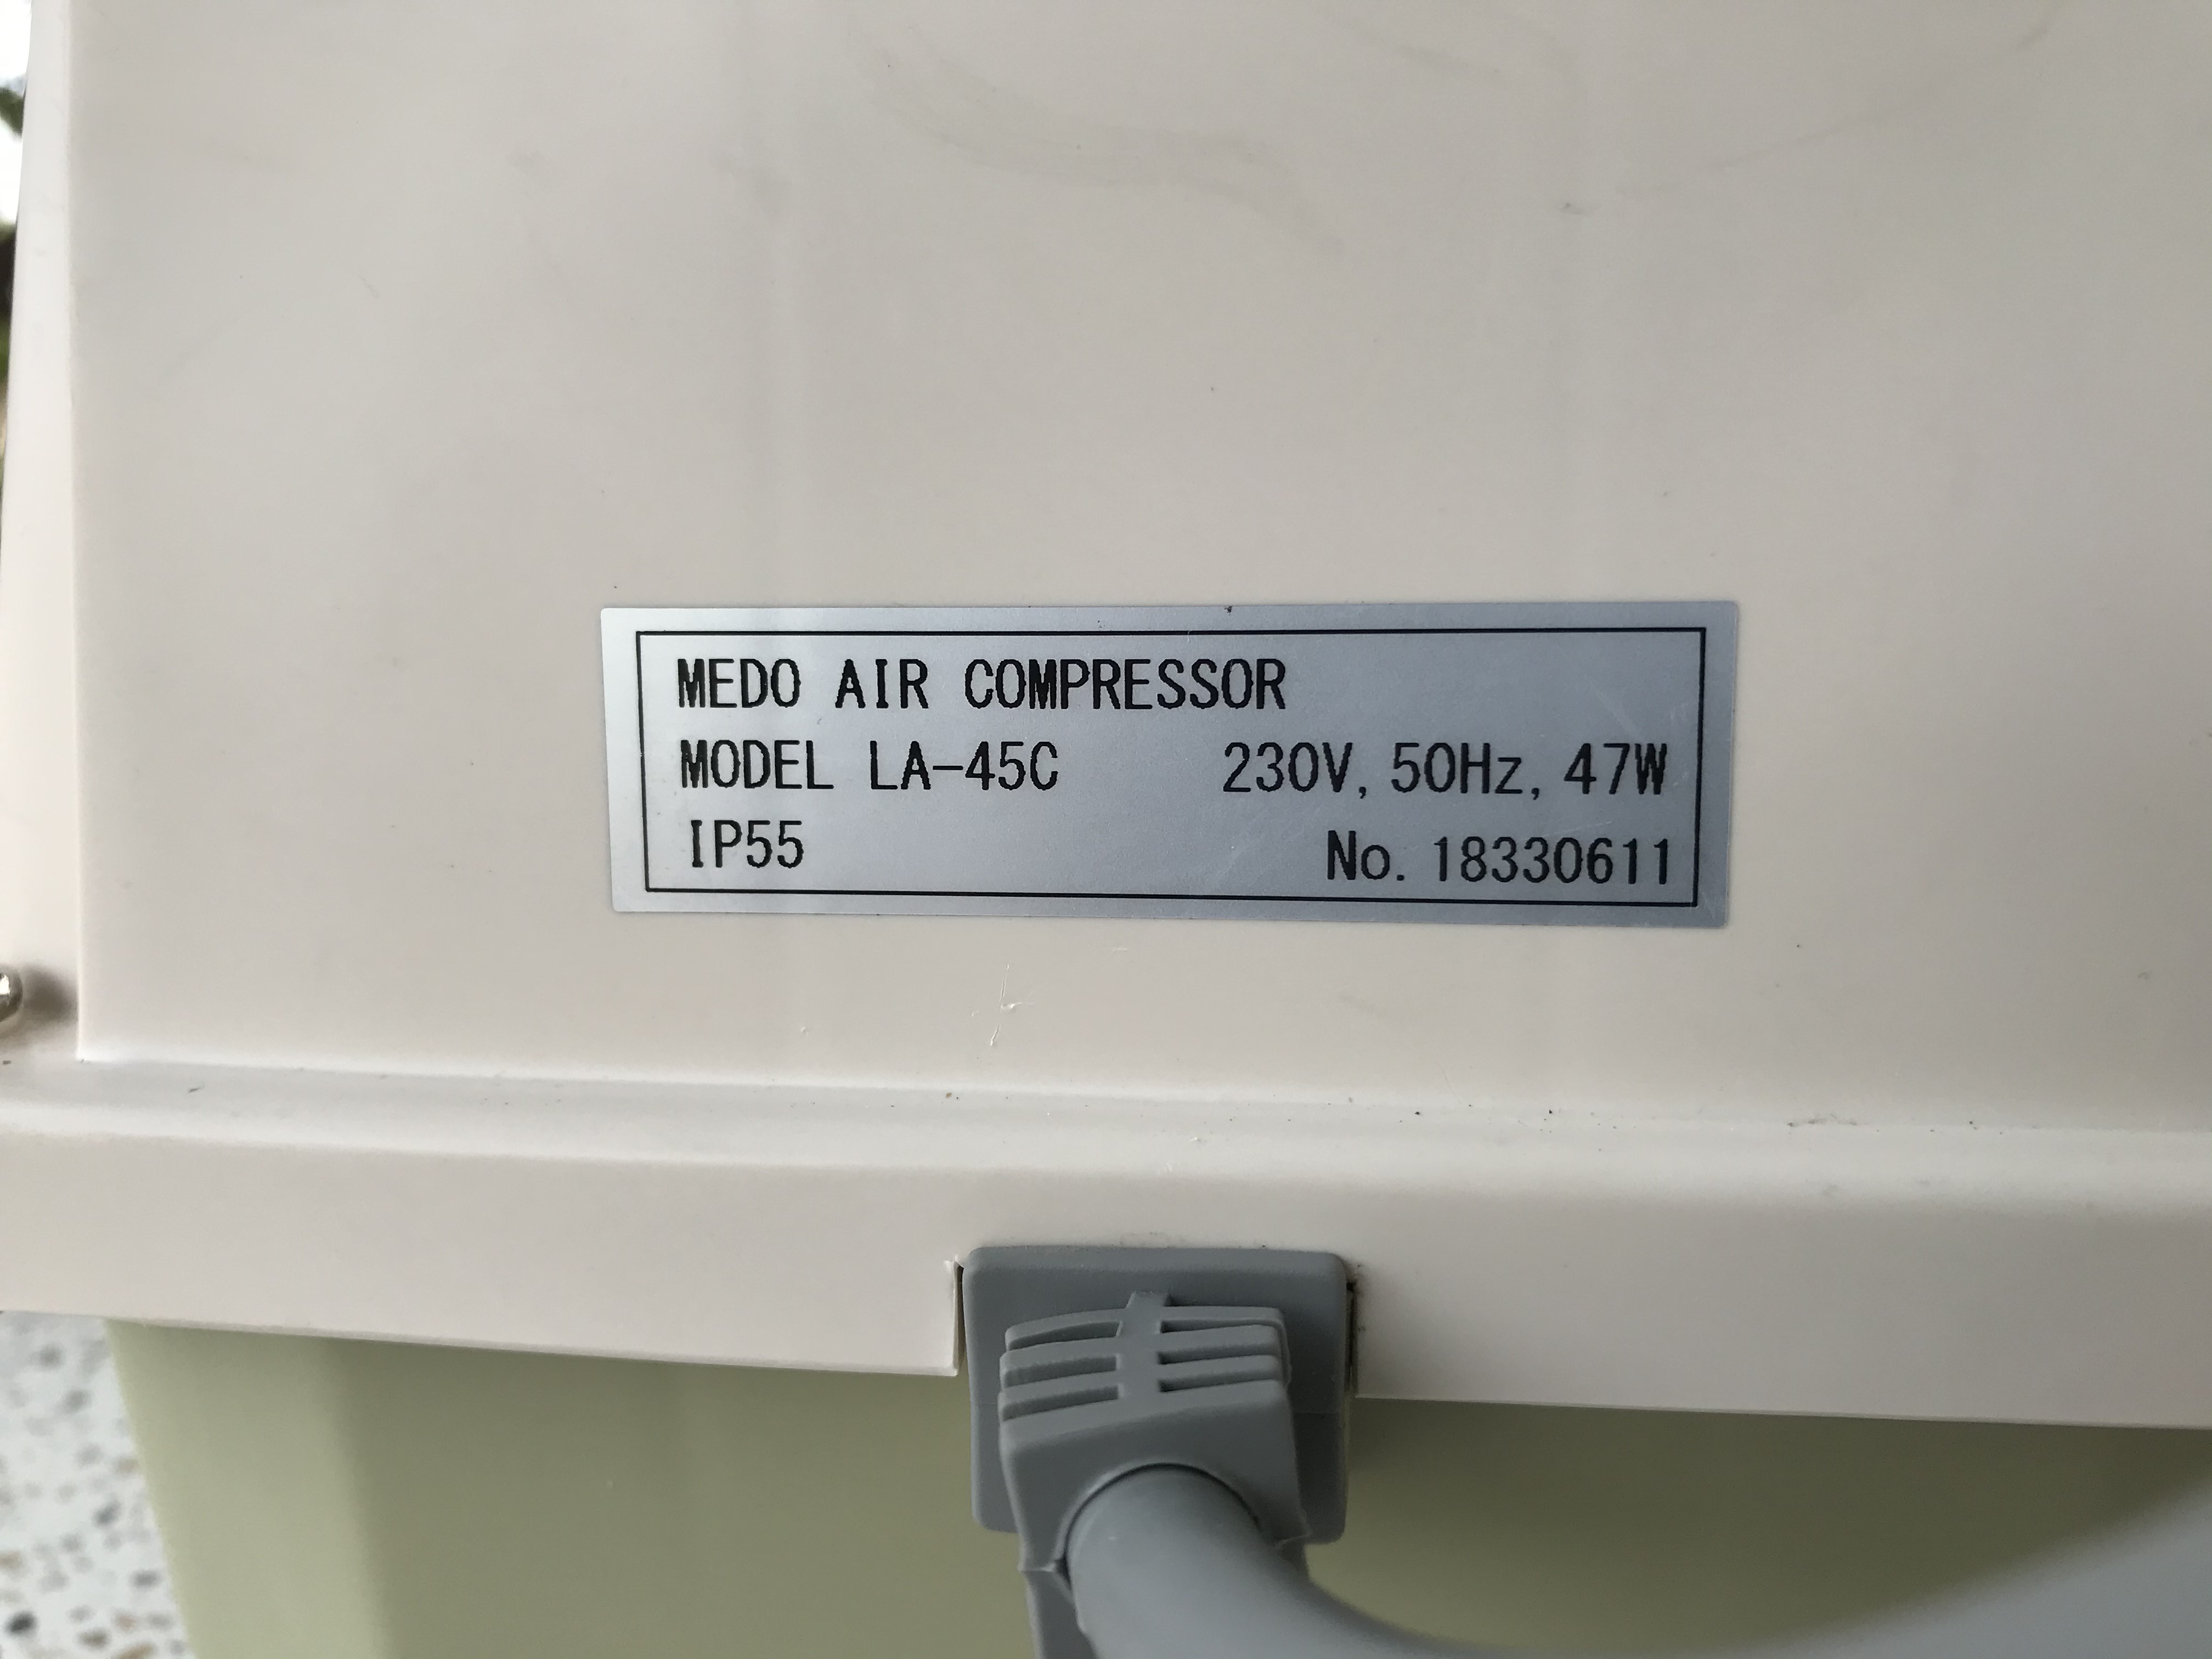 MEDO AIR COMPRESSOR
MODEL LA-45C 230V, 50Hz, 47W
IP55 No. 18330611